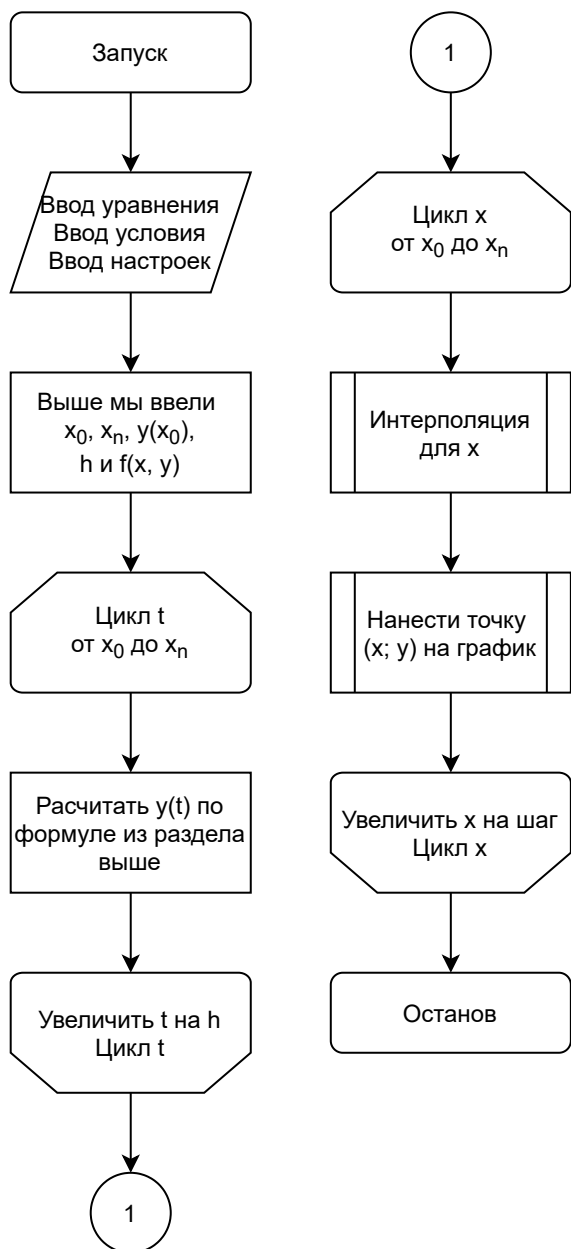 Запуск
Ввод уравнения
Ввод условия
Ввод настроек
Выше мы ввели
x₀, xₙ, y(x₀),
h и f(x, y)
Цикл t
от x₀ до xₙ
Расчитать y(t) по
формуле из раздела
выше
Увеличить t на h
Цикл t
1
1
Цикл x
от x₀ до xₙ
Интерполяция
для x
Нанести точку
(x; y) на график
Увеличить x на шаг
Цикл x
Останов